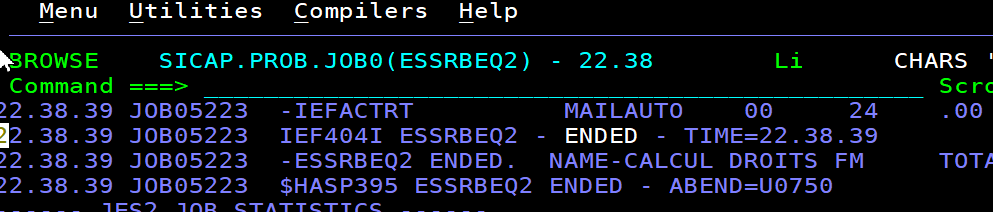 Menu Utilities Compilers Help
BROWSE SICAP.PROB.JOB0(ESSRBEQ2) - 22.38 Li CHARS '
Command ===> Scro
22.38.39 JOB05223 -IEFACTRT MAILAUTO 00 24 .00
22.38.39 JOB05223 IEF404I ESSRBEQ2 - ENDED - TIME=22.38.39
22.38.39 JOB05223 -ESSRBEQ2 ENDED. NAME-CALCUL DROITS FM TOTA
22.38.39 JOB05223 $HASP395 ESSRBEQ2 ENDED - ABEND=U0750
------ JES2 JOB STATISTICS ------